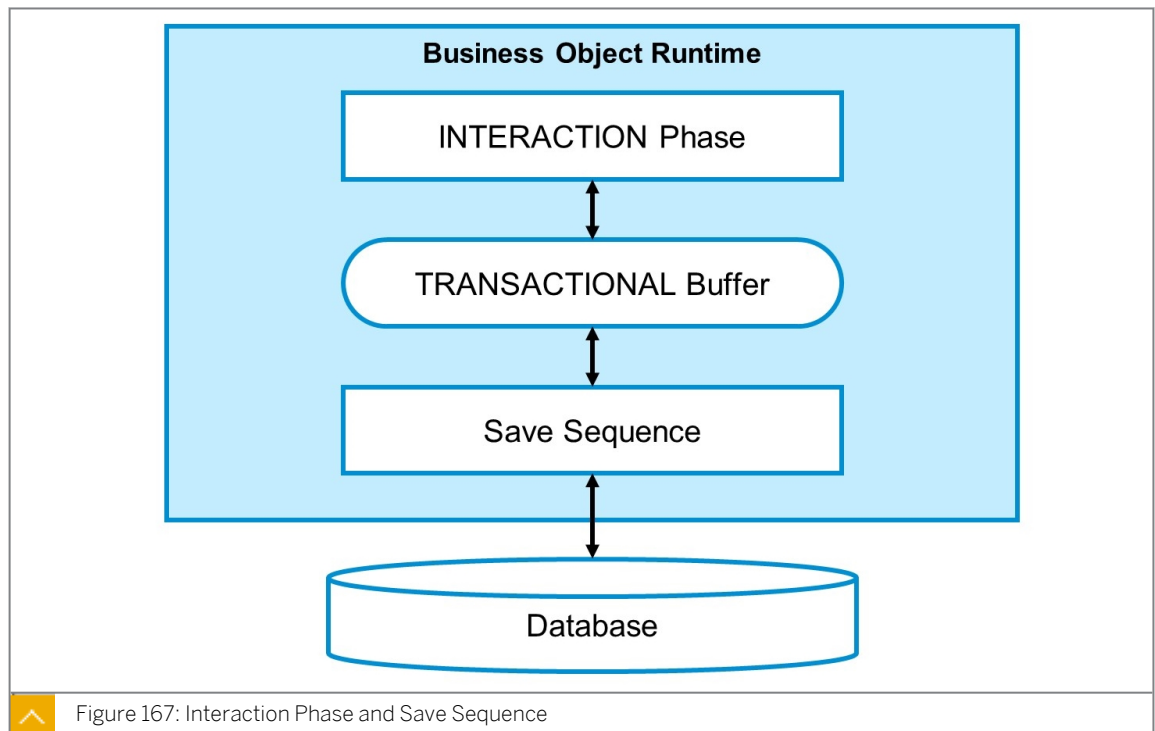 Business Object Runtime
INTERACTION Phase
TRANSACTIONAL Buffer
Save Sequence
Database
Figure 167: Interaction Phase and Save Sequence